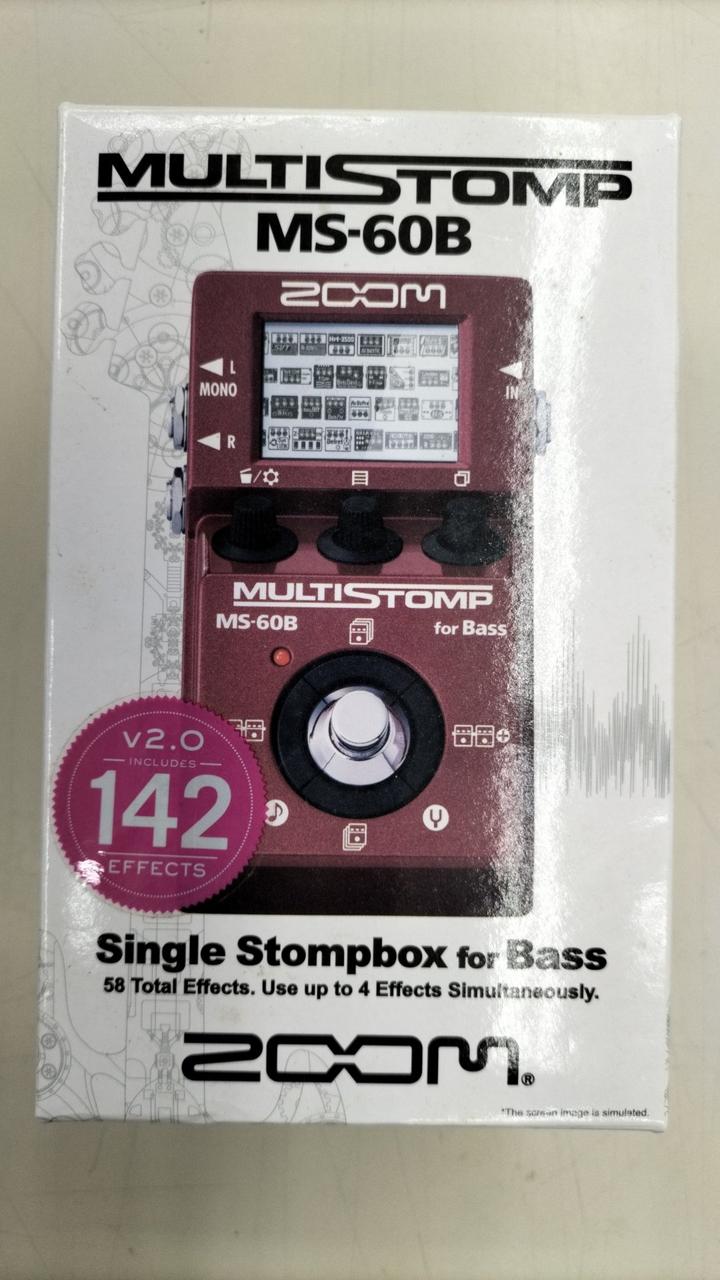 MULTISTOMP
MS-60B
ZOOM
L
MONO
R
IN
MULTISTOMP
MS-60B
for Bass
v2.0
INCLUDES
142
EFFECTS
Single Stompbox for Bass
58 Total Effects. Use up to 4 Effects Simultaneously.
ZOOM®
*The screen image is simulated.